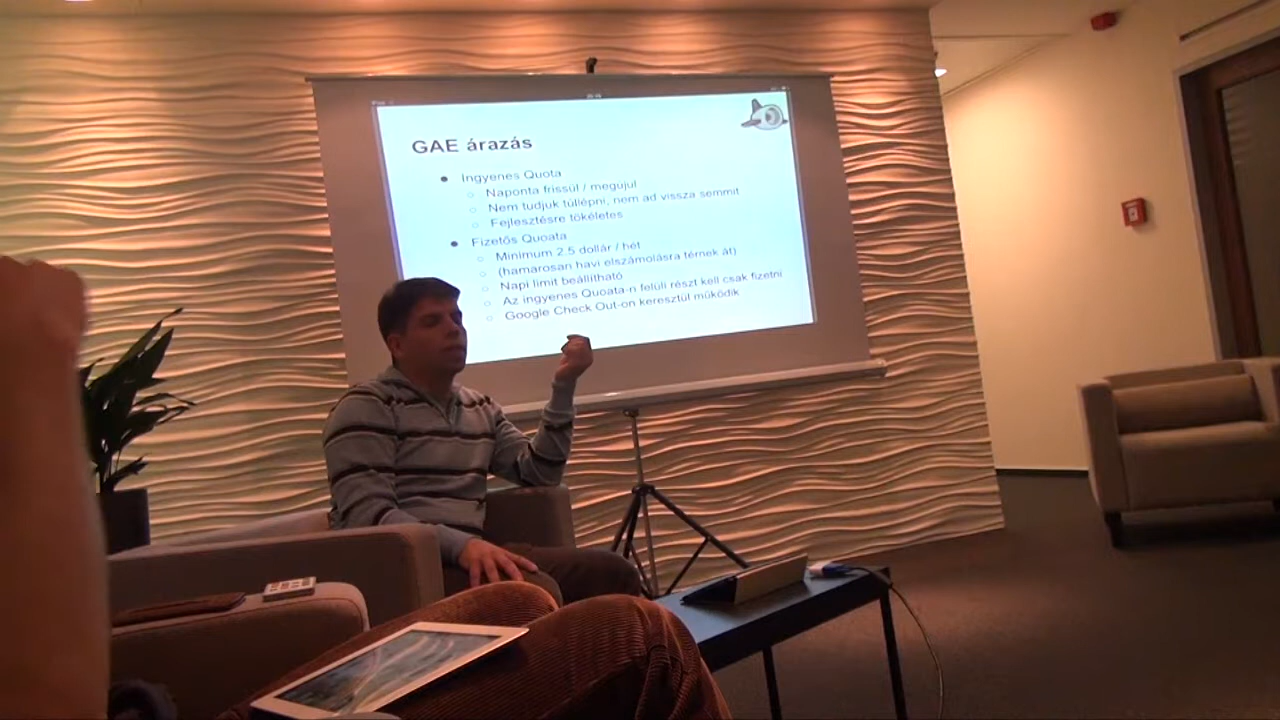 GAE árazás
Ingyenes Quota
Naponta frissül / megújul
Nem tudjuk túllépni, nem ad vissza semmit
Fejlesztésre tökéletes
Fizetős Quoata
Minimum 2.5 dollár / hét
(hamarosan havi elszámolásra térnek át)
Napi limit beállítható
Az ingyenes Quoata-n felüli részt kell csak fizetni
Google Check Out-on keresztül működik